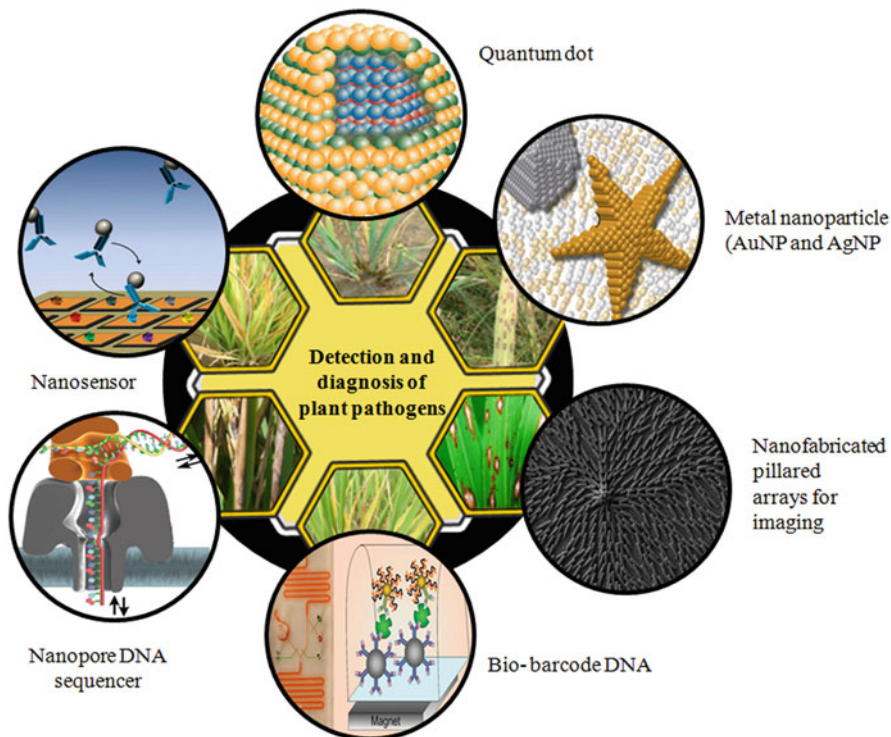 Quantum dot
Metal nanoparticle
(AuNP and AgNP
Nanosensor
Detection and
diagnosis of
plant pathogens
Nanofabricated
pillared
arrays for
imaging
Nanopore DNA
sequencer
Bio-barcode DNA
Magnet